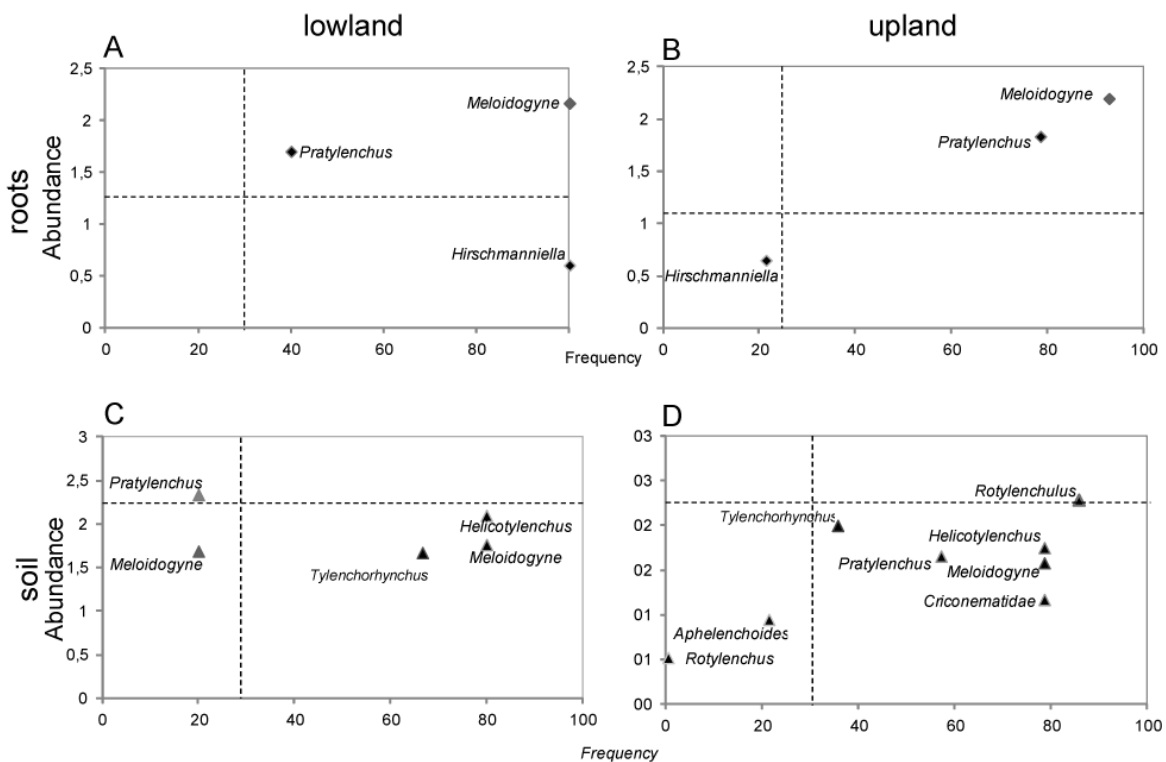 lowland
upland
A
B
roots
Abundance
2,5
2
1,5
1
0,5
0
Meloidogyne
Pratylenchus
Hirschmanniella
0
20
40
60
80
Frequency
2,5
2
1,5
1
0,5
0
Meloidogyne
Pratylenchus
Hirschmanniella
0
20
40
60
80
100
C
D
soil
Abundance
3
2,5
2
1,5
1
0,5
0
Pratylenchus
Meloidogyne
Helicotylenchus
Tylenchorhynchus
Meloidogyne
0
20
40
60
80
100
03
03
02
02
01
01
00
Rotylenchulus
Tylenchorhynchus
Helicotylenchus
Pratylenchus
Meloidogyne
Criconematidae
Aphelenchoides
Rotylenchus
0
20
40
60
80
100
Frequency